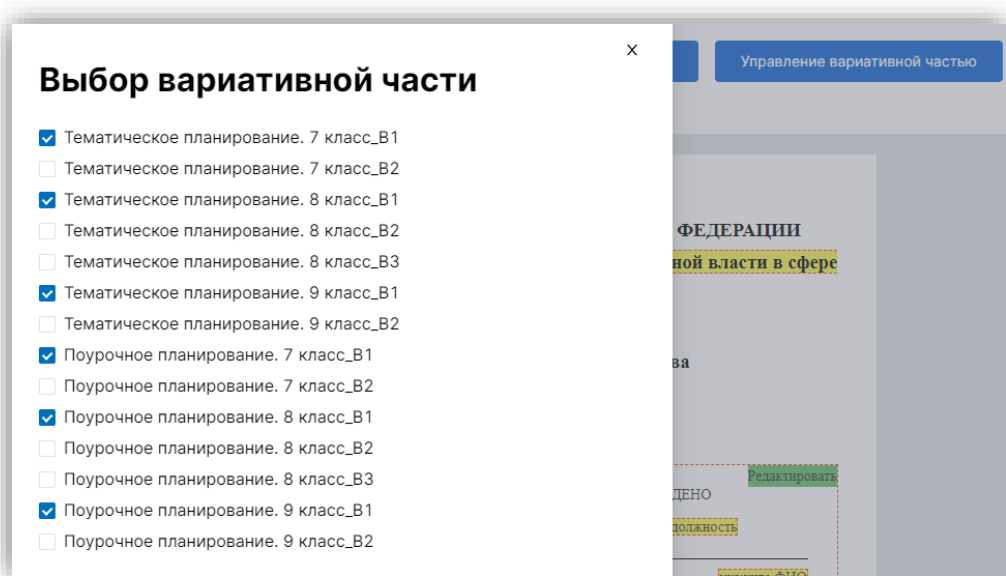 X
Управление вариативной частью
Выбор вариативной части
Тематическое планирование. 7 класс_В1
Тематическое планирование. 7 класс_В2
Тематическое планирование. 8 класс_В1
Тематическое планирование. 8 класс_В2
Тематическое планирование. 8 класс_В3
Тематическое планирование. 9 класс_В1
Тематическое планирование. 9 класс_В2
Поурочное планирование. 7 класс_В1
Поурочное планирование. 7 класс_В2
Поурочное планирование. 8 класс_В1
Поурочное планирование. 8 класс_В2
Поурочное планирование. 8 класс_В3
Поурочное планирование. 9 класс_В1
Поурочное планирование. 9 класс_В2
ФЕДЕРАЦИИ
ной власти в сфере
ва
Редактировать
ДЕНО
должность
ФИО